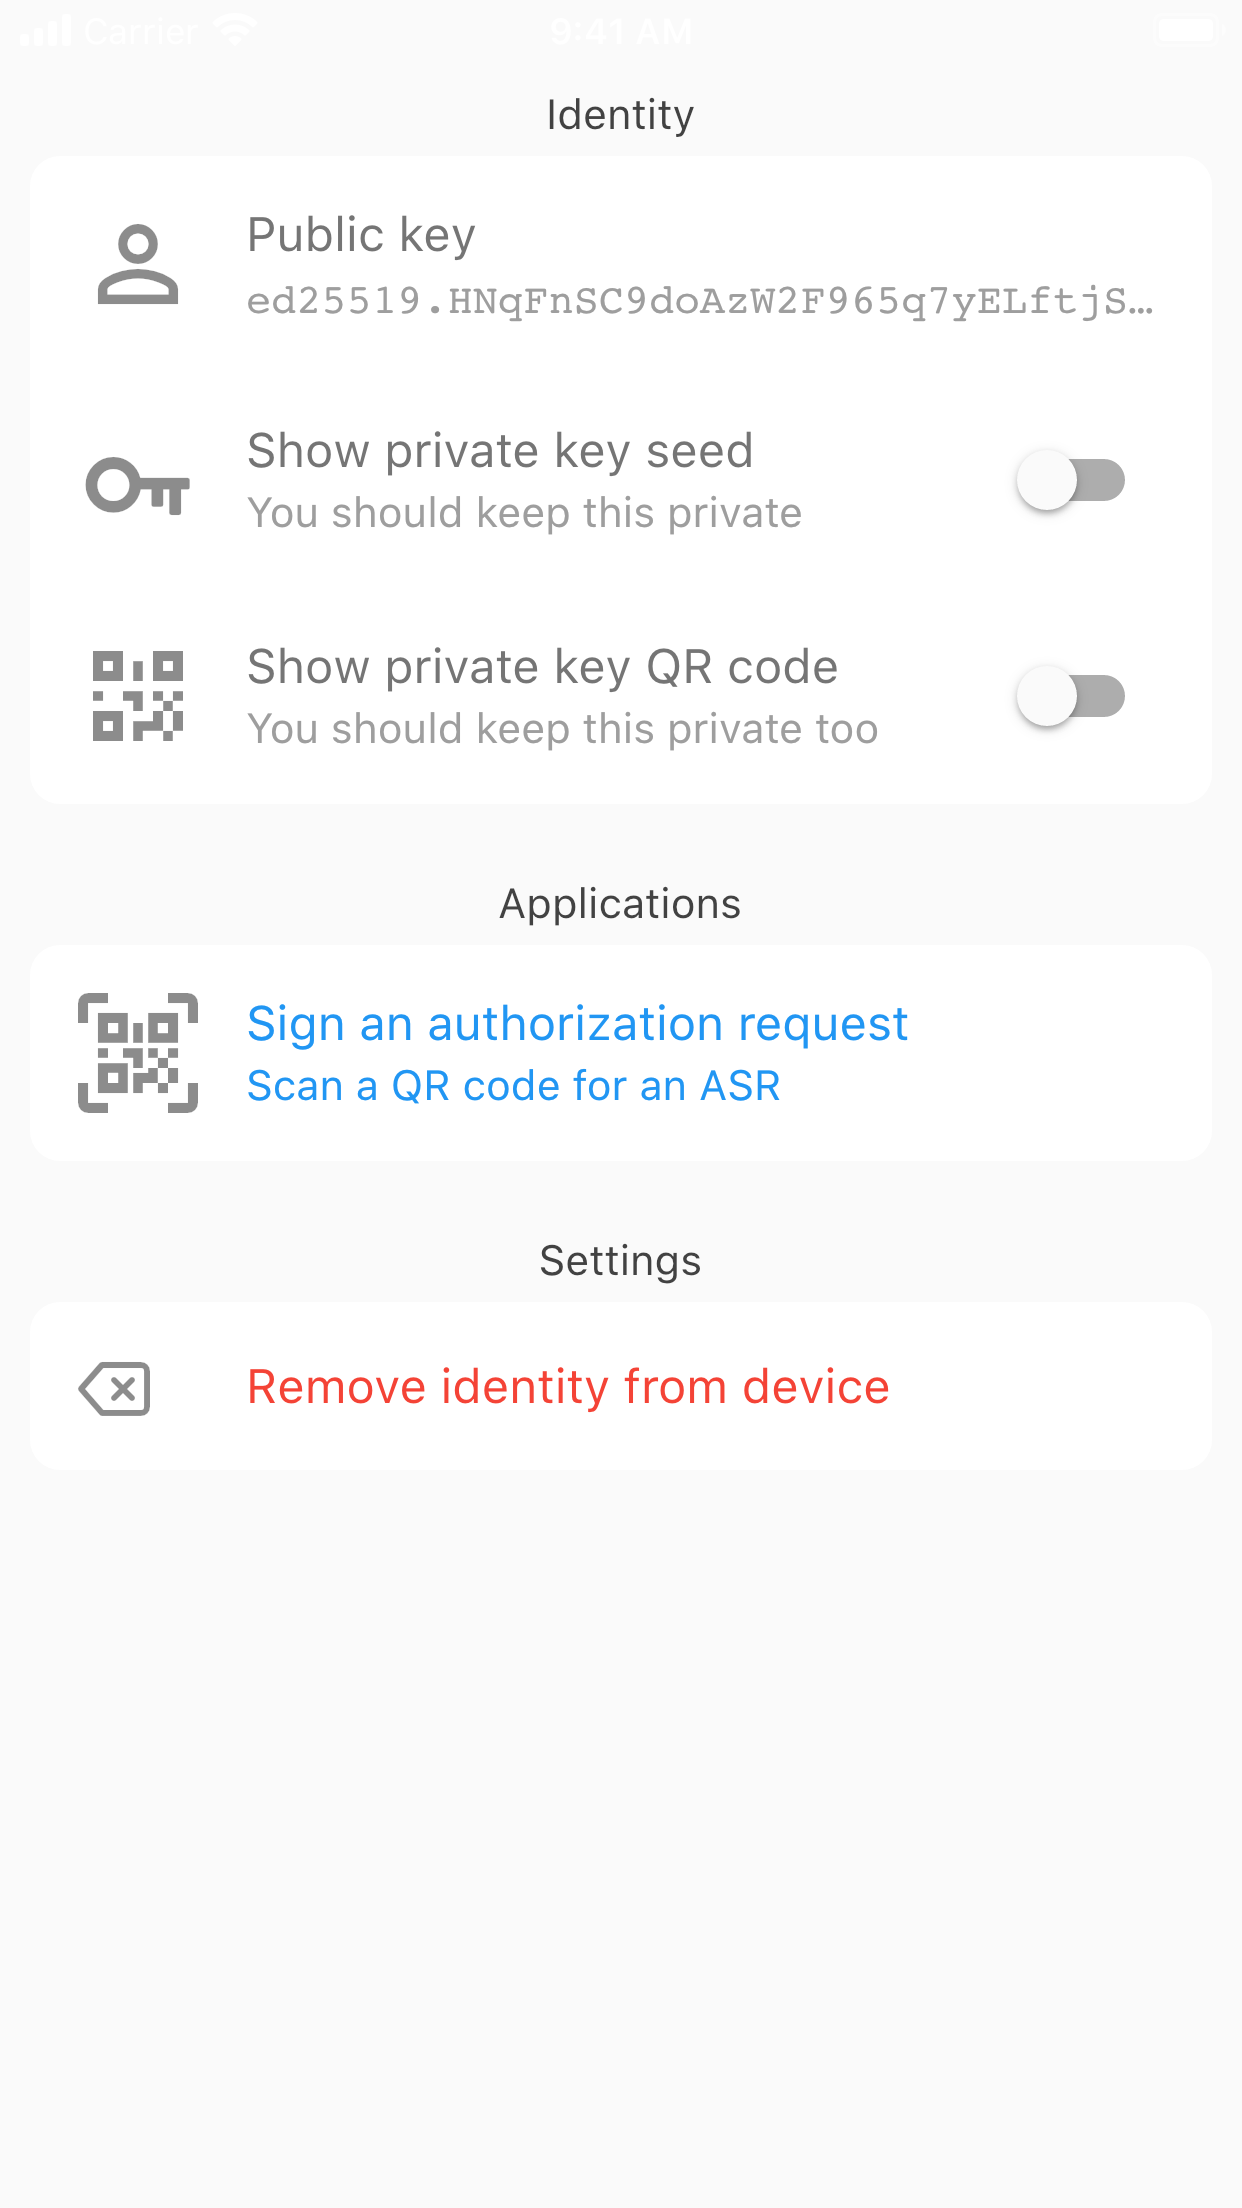 Carrier 9:41 AM
Identity
Public key
ed25519.HNqFnSC9doAzW2F965q7yELftjS…
Show private key seed
You should keep this private
Show private key QR code
You should keep this private too
Applications
Sign an authorization request
Scan a QR code for an ASR
Settings
Remove identity from device